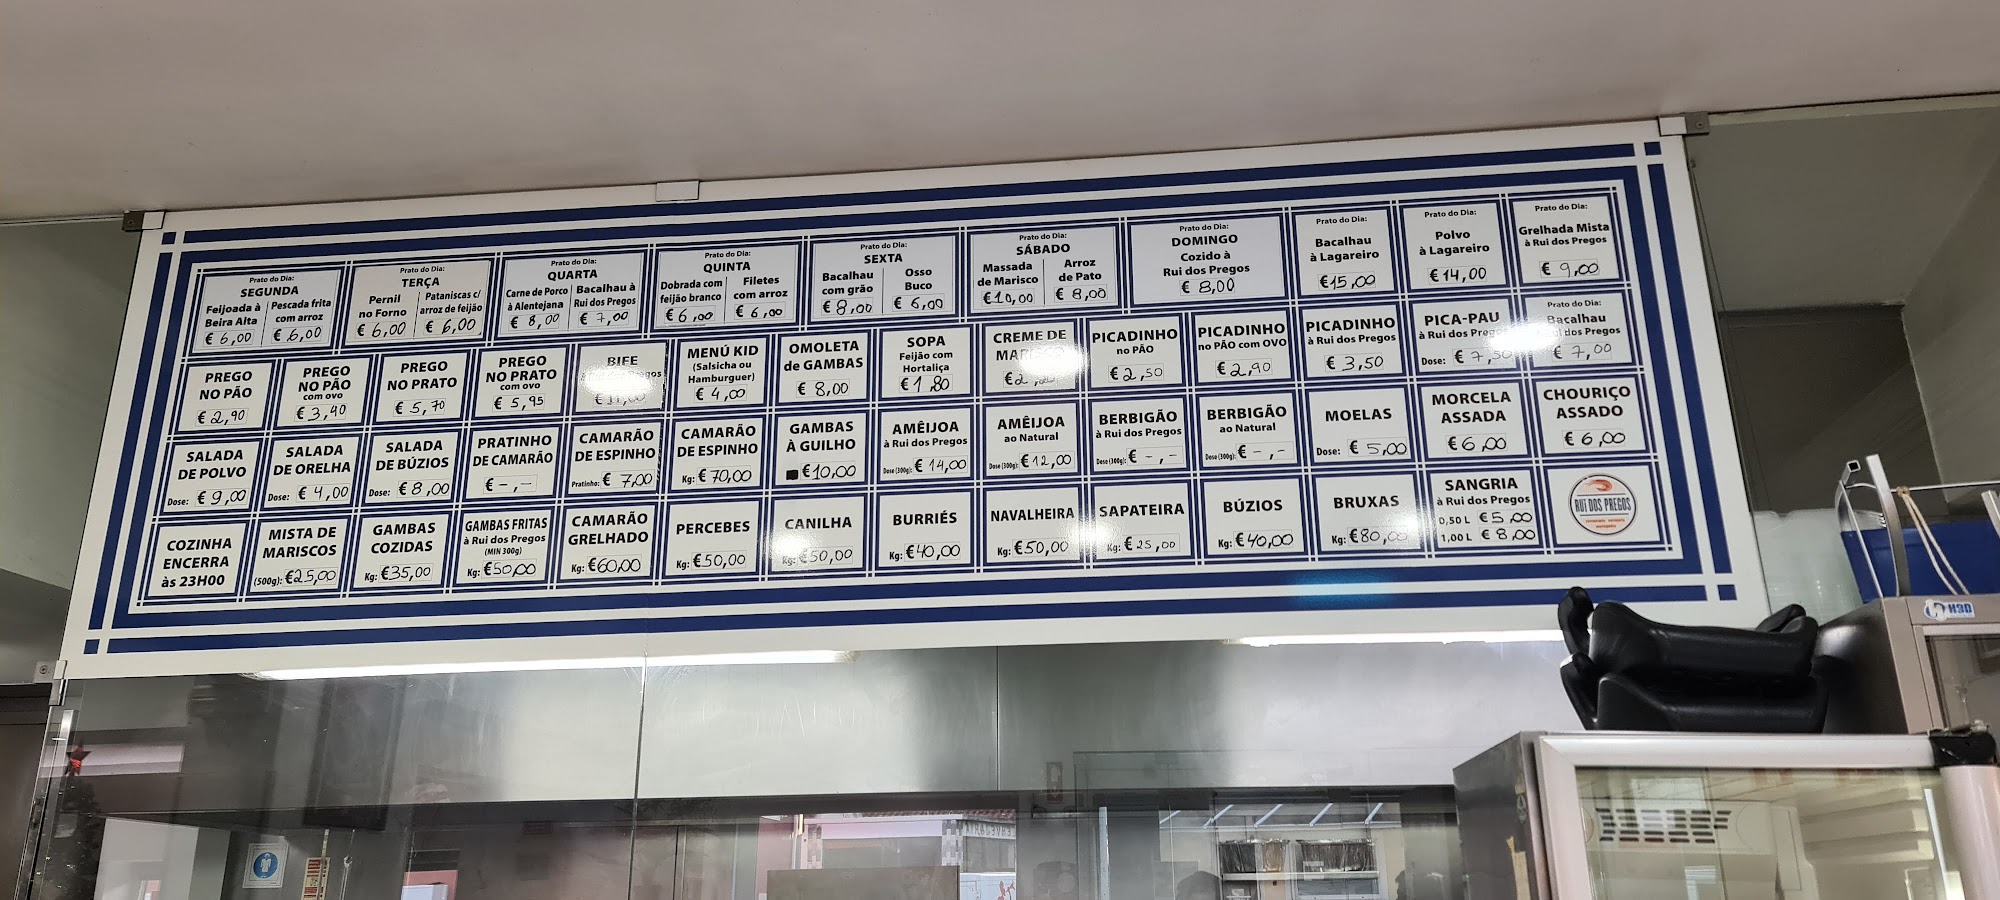 Prato do Dia:
SEGUNDA
Feijoada à Beira Alta
€ 6,00
Pescada frita com arroz
€ 6,00
Prato do Dia:
TERÇA
Pernil no Forno
€ 6,00
Pataniscas c/ arroz de feijão
€ 6,00
Prato do Dia:
QUARTA
Carne de Porco à Alentejana
€ 8,00
Bacalhau à Rui dos Pregos
€ 7,00
Prato do Dia:
QUINTA
Dobrada com feijão branco
€ 6,00
Filetes com arroz
€ 6,00
Prato do Dia:
SEXTA
Bacalhau com grão
€ 8,00
Osso Buco
€ 6,00
Prato do Dia:
SÁBADO
Massada de Marisco
€ 10,00
Arroz de Pato
€ 8,00
Prato do Dia:
DOMINGO
Cozido à
Rui dos Pregos
€ 8,00
Prato do Dia:
Bacalhau
à Lagareiro
€ 15,00
Prato do Dia:
Polvo
à Lagareiro
€ 14,00
Prato do Dia:
Grelhada Mista
à Rui dos Pregos
€ 9,00
PREGO
NO PÃO
€ 2,90
PREGO
NO PÃO
com ovo
€ 3,40
PREGO
NO PRATO
€ 5,70
PREGO
NO PRATO
com ovo
€ 5,95
BIFE
MENÚ KID
(Salsicha ou
Hamburguer)
€ 4,00
OMOLETA
de GAMBAS
€ 8,00
SOPA
Feijão com
Hortaliça
€ 1,80
CREME DE
PICADINHO
no PÃO
€ 2,50
PICADINHO
no PÃO com OVO
€ 2,90
PICADINHO
à Rui dos Pregos
€ 3,50
PICA-PAU
à Rui dos Pregos
Dose: € 7,50
Prato do Dia:
Bacalhau
dos Pregos
€ 7,00
SALADA
DE POLVO
Dose: € 9,00
SALADA
DE ORELHA
Dose: € 4,00
SALADA
DE BÚZIOS
Dose: € 8,00
PRATINHO
DE CAMARÃO
€ -,-
CAMARÃO
DE ESPINHO
Pratinho: € 7,00
CAMARÃO
DE ESPINHO
Kg: € 70,00
GAMBAS
À GUILHO
€ 10,00
AMÊIJOA
à Rui dos Pregos
Dose (300g): € 14,00
AMÊIJOA
ao Natural
Dose (300g): € 12,00
BERBIGÃO
à Rui dos Pregos
Dose (300g): € -,-
BERBIGÃO
ao Natural
Dose (300g): € -,-
MOELAS
Dose: € 5,00
MORCELA
ASSADA
€ 6,00
CHOURIÇO
ASSADO
€ 6,00
COZINHA
ENCERRA
às 23H00
MISTA DE
MARISCOS
(500g): € 25,00
GAMBAS
COZIDAS
Kg: € 35,00
GAMBAS FRITAS
à Rui dos Pregos
(MIN 300g)
Kg: € 50,00
CAMARÃO
GRELHADO
Kg: € 60,00
PERCEBES
Kg: € 50,00
CANILHA
Kg: € 50,00
BURRIÉS
Kg: € 40,00
NAVALHEIRA
Kg: € 50,00
SAPATEIRA
Kg: € 25,00
BÚZIOS
Kg: € 40,00
BRUXAS
Kg: € 80,00
SANGRIA
à Rui dos Pregos
0,50 L € 5,00
1,00 L € 8,00
RUI DOS PREGOS
H3D